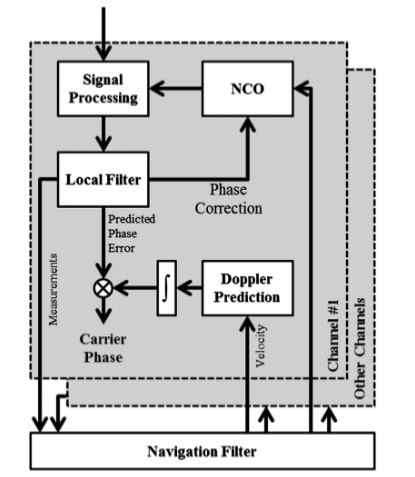 Signal
Processing
NCO
Local Filter
Phase
Correction
Predicted
Phase
Error
Measurements
∫
Doppler
Prediction
Carrier
Phase
Velocity
Channel #1
Other Channels
Navigation Filter